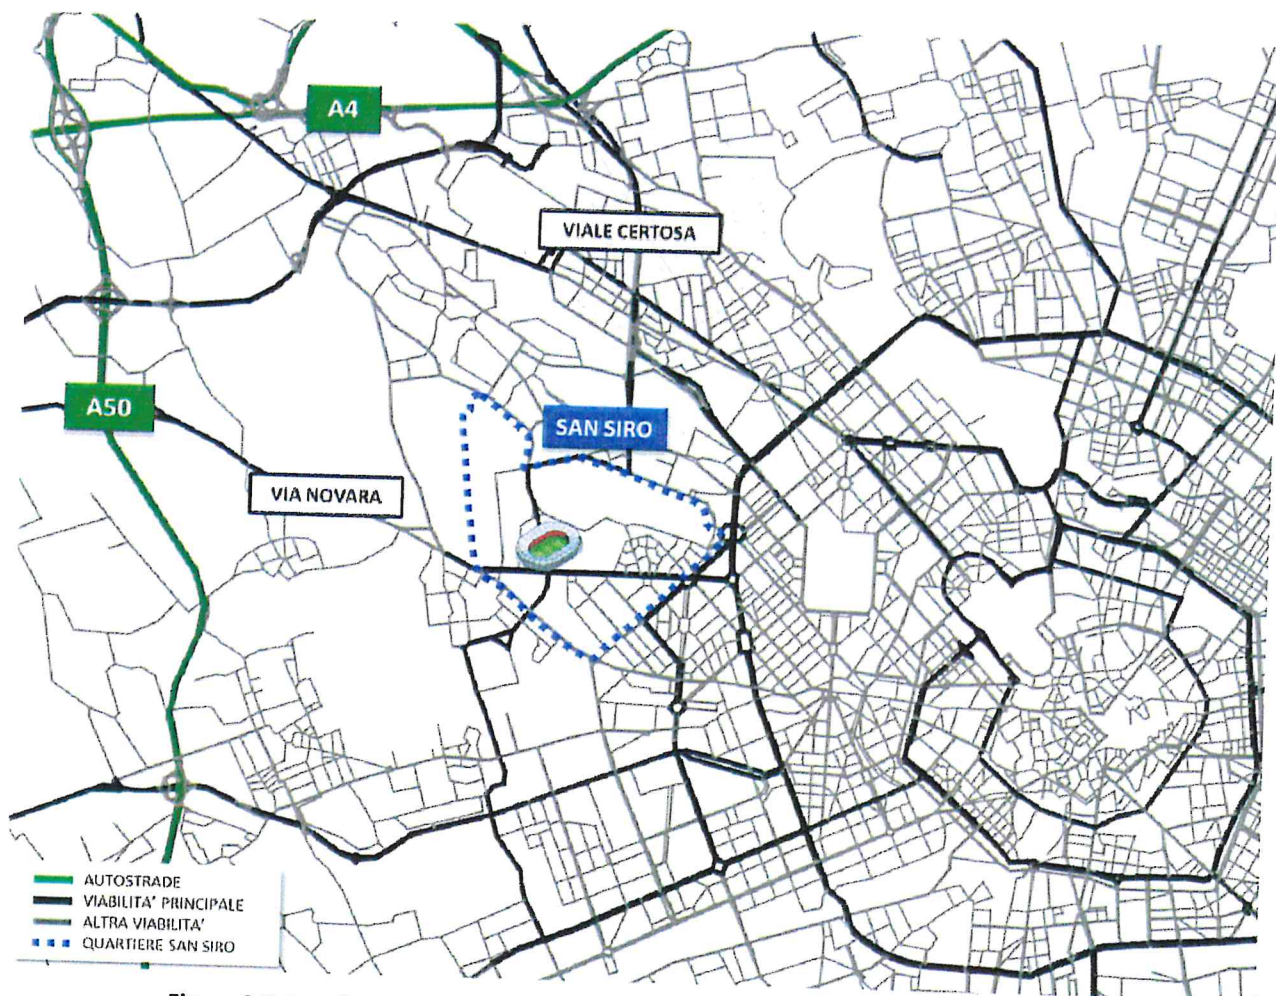 A4
VIALE CERTOSA
A50
SAN SIRO
VIA NOVARA
AUTOSTRADE
VIABILITA' PRINCIPALE
ALTRA VIABILITA'
QUARTIERE SAN SIRO